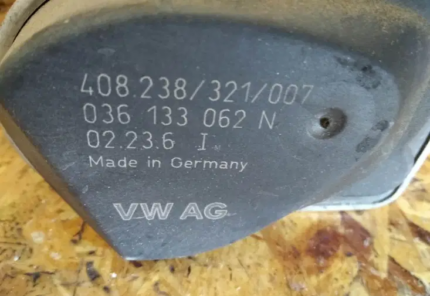 408.238/321/007
036 133 062 N
02.23.6 I
Made in Germany
VW AG